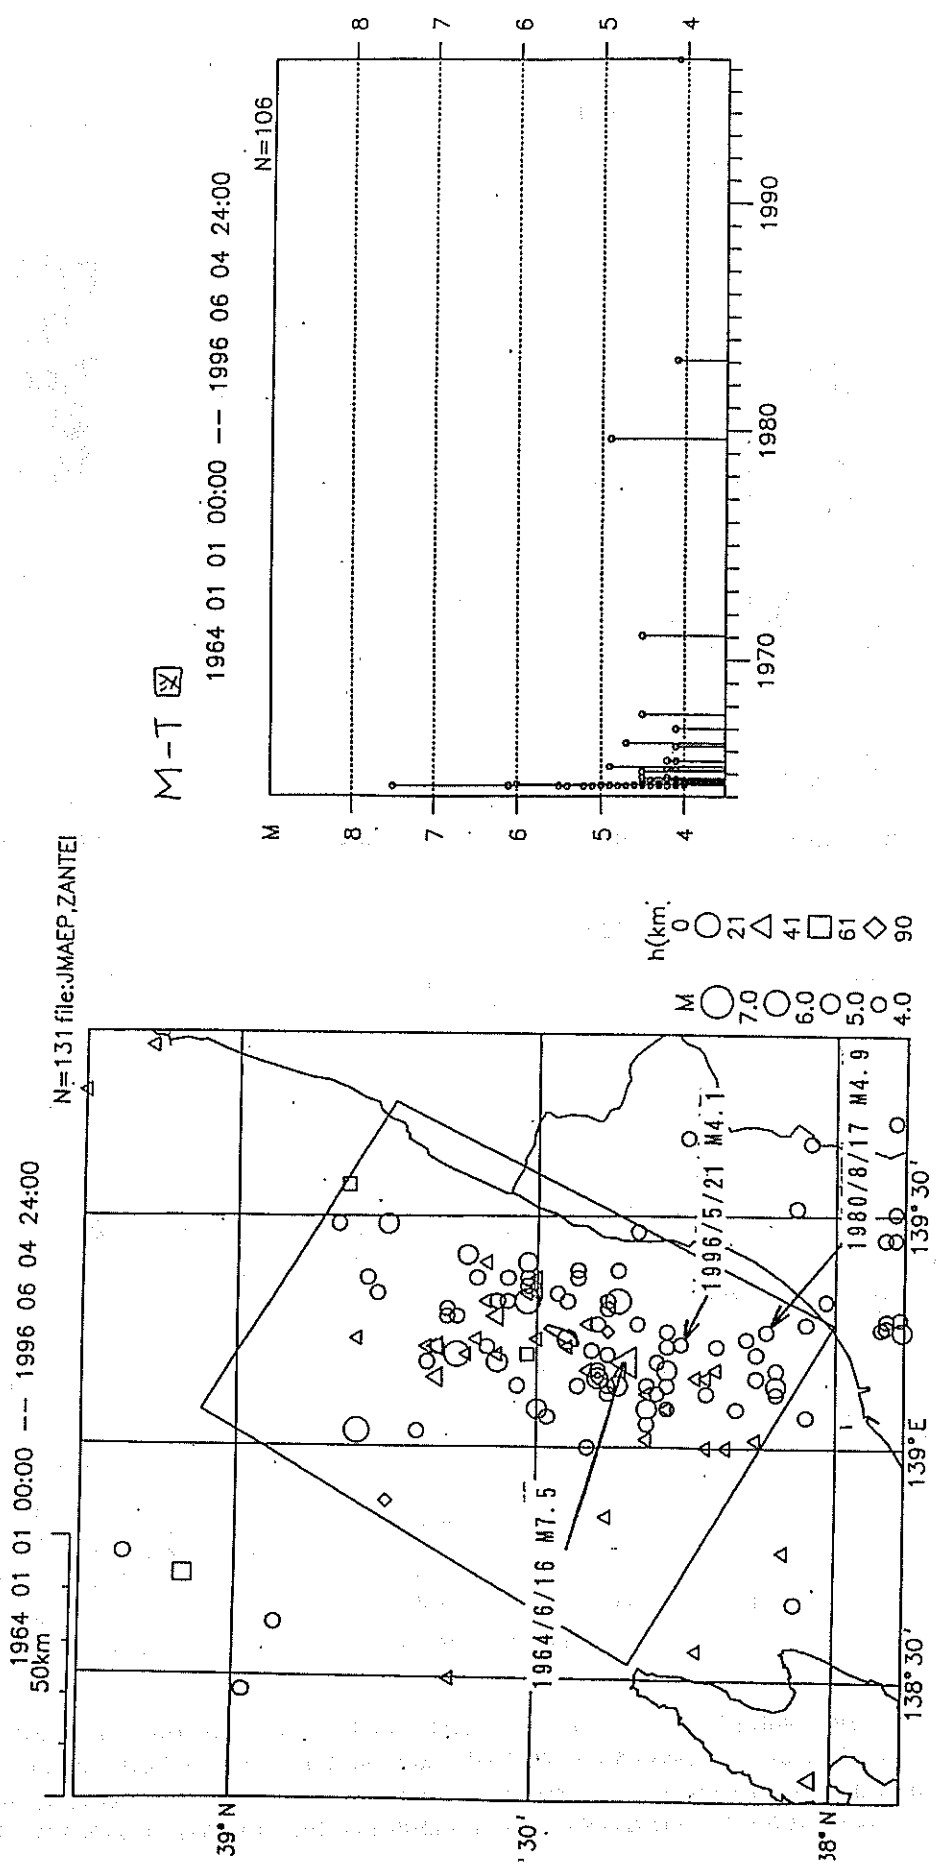 1964 01 01 00:00 -- 1996 06 04 24:00
50km
N=131 file:JMAEP,ZANTEI
39°N
30'
38°N
138°30'
139°E
139°30'
1964/6/16 M7.5
1996/5/21 M4.1
1980/8/17 M4.9
M
7.0
6.0
5.0
4.0
h(km)
0
21
41
61
90
M-T図
1964 01 01 00:00 -- 1996 06 04 24:00
N=106
M
8
7
6
5
4
8
7
6
5
4
1970
1980
1990